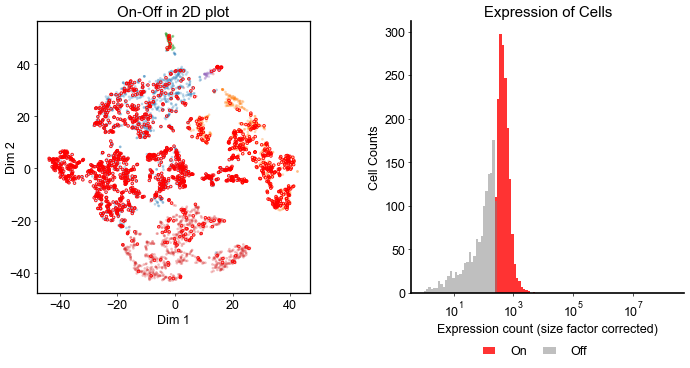 On-Off in 2D plot
Expression of Cells
Dim 2
40
20
0
−20
−40
−40 −20 0 20 40
Dim 1
Cell Counts
300
250
200
150
100
50
0
10^1 10^3 10^5 10^7
Expression count (size factor corrected)
On Off